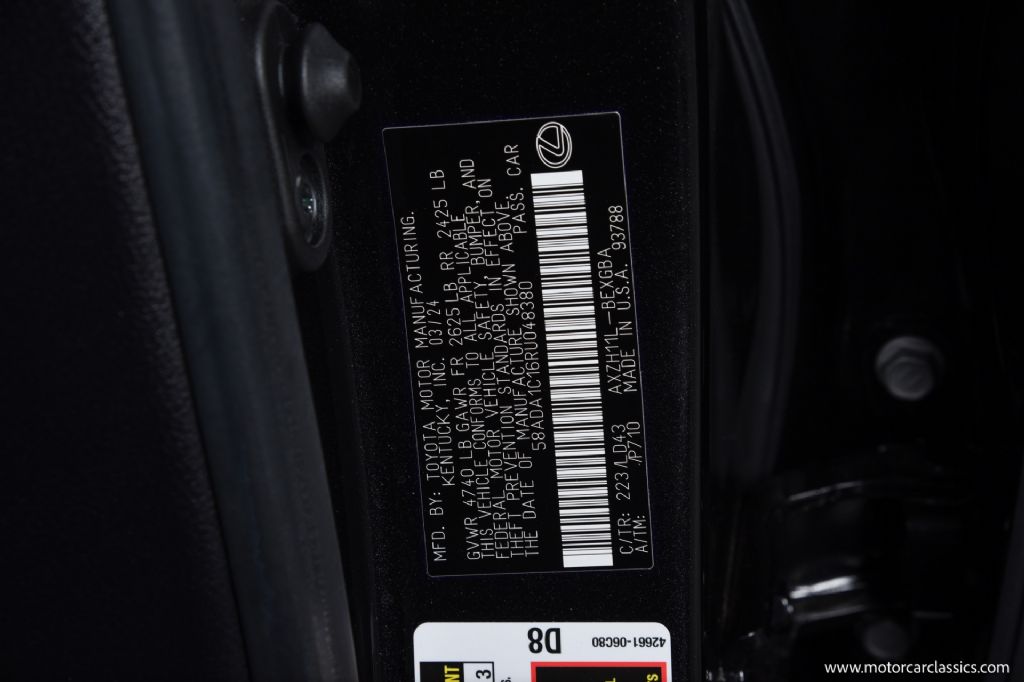 MFD. BY: TOYOTA MOTOR MANUFACTURING.
KENTUCKY, INC. 03/24
GVWR 4740 LB GAWR FR 2625 LB RR 2425 LB
THIS VEHICLE CONFORMS TO ALL APPLICABLE
FEDERAL MOTOR VEHICLE SAFETY, BUMPER, AND
THEFT PREVENTION STANDARDS IN EFFECT ON
THE DATE OF MANUFACTURE SHOWN ABOVE.
58ADA1C16RU048380 PASS. CAR
C/TR: 223/LD43 AXZH11L-BEXGBA
A/TM: /P710 MADE IN U.S.A. 93788
42661-06C80
D8
3
www.motorcarclassics.com